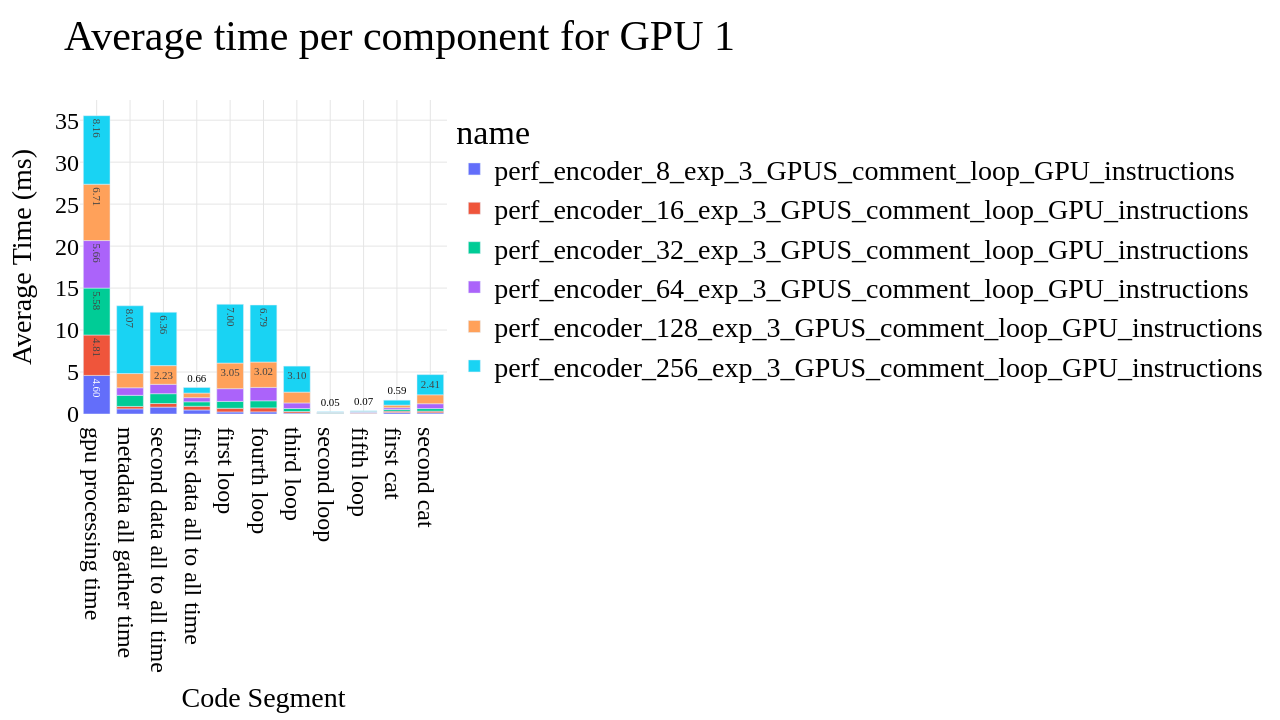 Average time per component for GPU 1
Average Time (ms)
35
30
25
20
15
10
5
0
8.16
6.71
5.66
5.58
4.81
4.60
8.07
6.36
2.23
0.66
7.00
3.05
6.79
3.02
3.10
0.05
0.07
0.59
2.41
gpu processing time
metadata all gather time
second data all to all time
first data all to all time
first loop
fourth loop
third loop
second loop
fifth loop
first cat
second cat
Code Segment
name
perf_encoder_8_exp_3_GPUS_comment_loop_GPU_instructions
perf_encoder_16_exp_3_GPUS_comment_loop_GPU_instructions
perf_encoder_32_exp_3_GPUS_comment_loop_GPU_instructions
perf_encoder_64_exp_3_GPUS_comment_loop_GPU_instructions
perf_encoder_128_exp_3_GPUS_comment_loop_GPU_instructions
perf_encoder_256_exp_3_GPUS_comment_loop_GPU_instructions